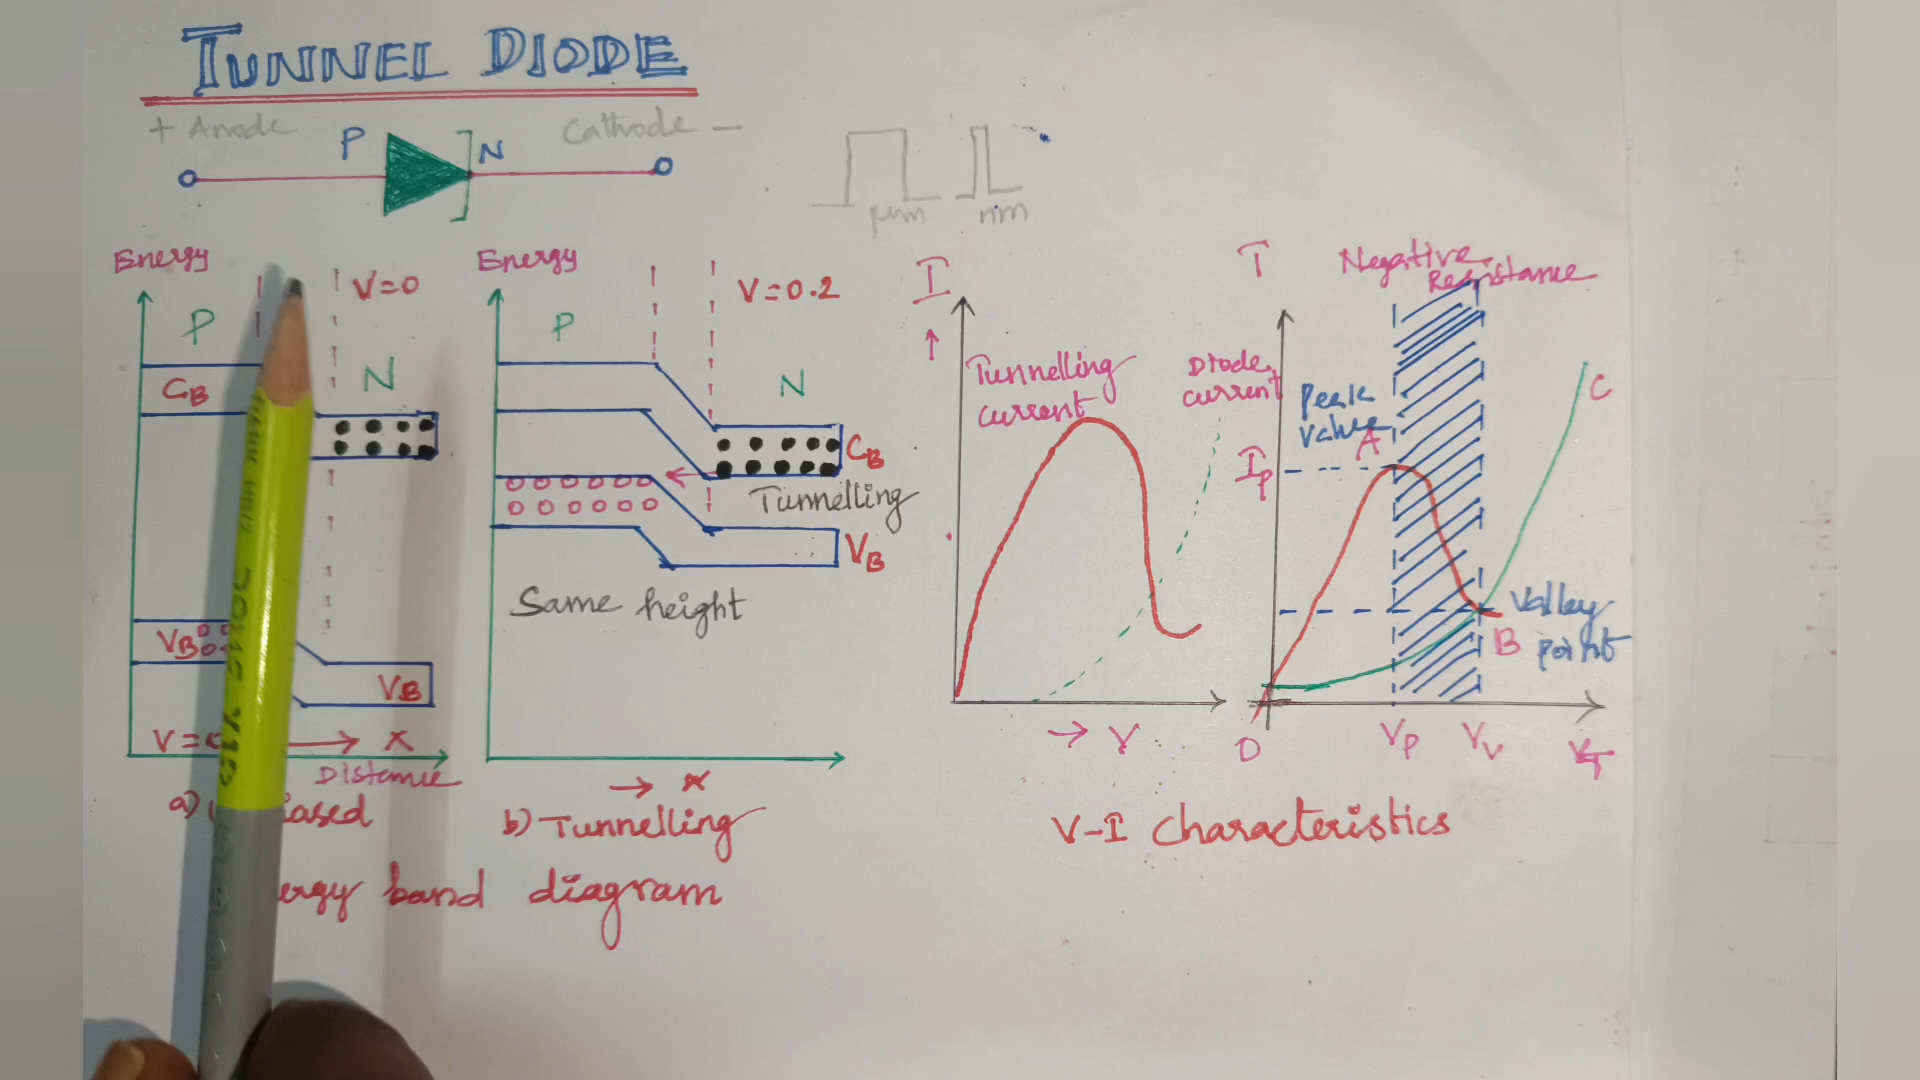 TUNNEL DIODE
+ Anode
P
N
Cathode −
μm
nm
Energy
V=0
P
N
CB
VB
VB
→ X
Distance
Energy
V=0.2
P
N
CB
Tunnelling
VB
Same height
→ x
b) Tunnelling
band diagram
I
↑
Tunnelling
current
Diode
current
→ V
I
Negative
Resistance
Peak
value
A
Ip
C
Valley
point
B
O
Vp
Vv
V-I characteristics